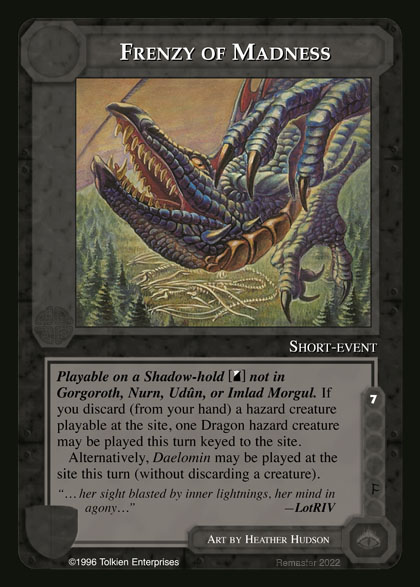 FRENZY OF MADNESS
SHORT-EVENT
Playable on a Shadow-hold [] not in
Gorgoroth, Nurn, Udûn, or Imlad Morgul. If
you discard (from your hand) a hazard creature
playable at the site, one Dragon hazard creature
may be played this turn keyed to the site.
Alternatively, Daelomin may be played at the
site this turn (without discarding a creature).
“… her sight blasted by inner lightnings, her mind in
agony…” —LotRIV
7
ART BY HEATHER HUDSON
©1996 Tolkien Enterprises
Remaster 2022